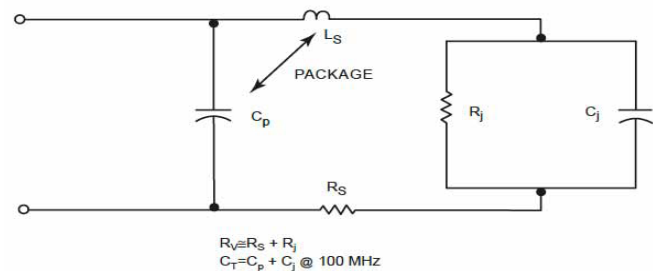 L_S
PACKAGE
C_p
R_j
C_j
R_S
R_V≅R_S + R_j
C_T=C_p + C_j @ 100 MHz